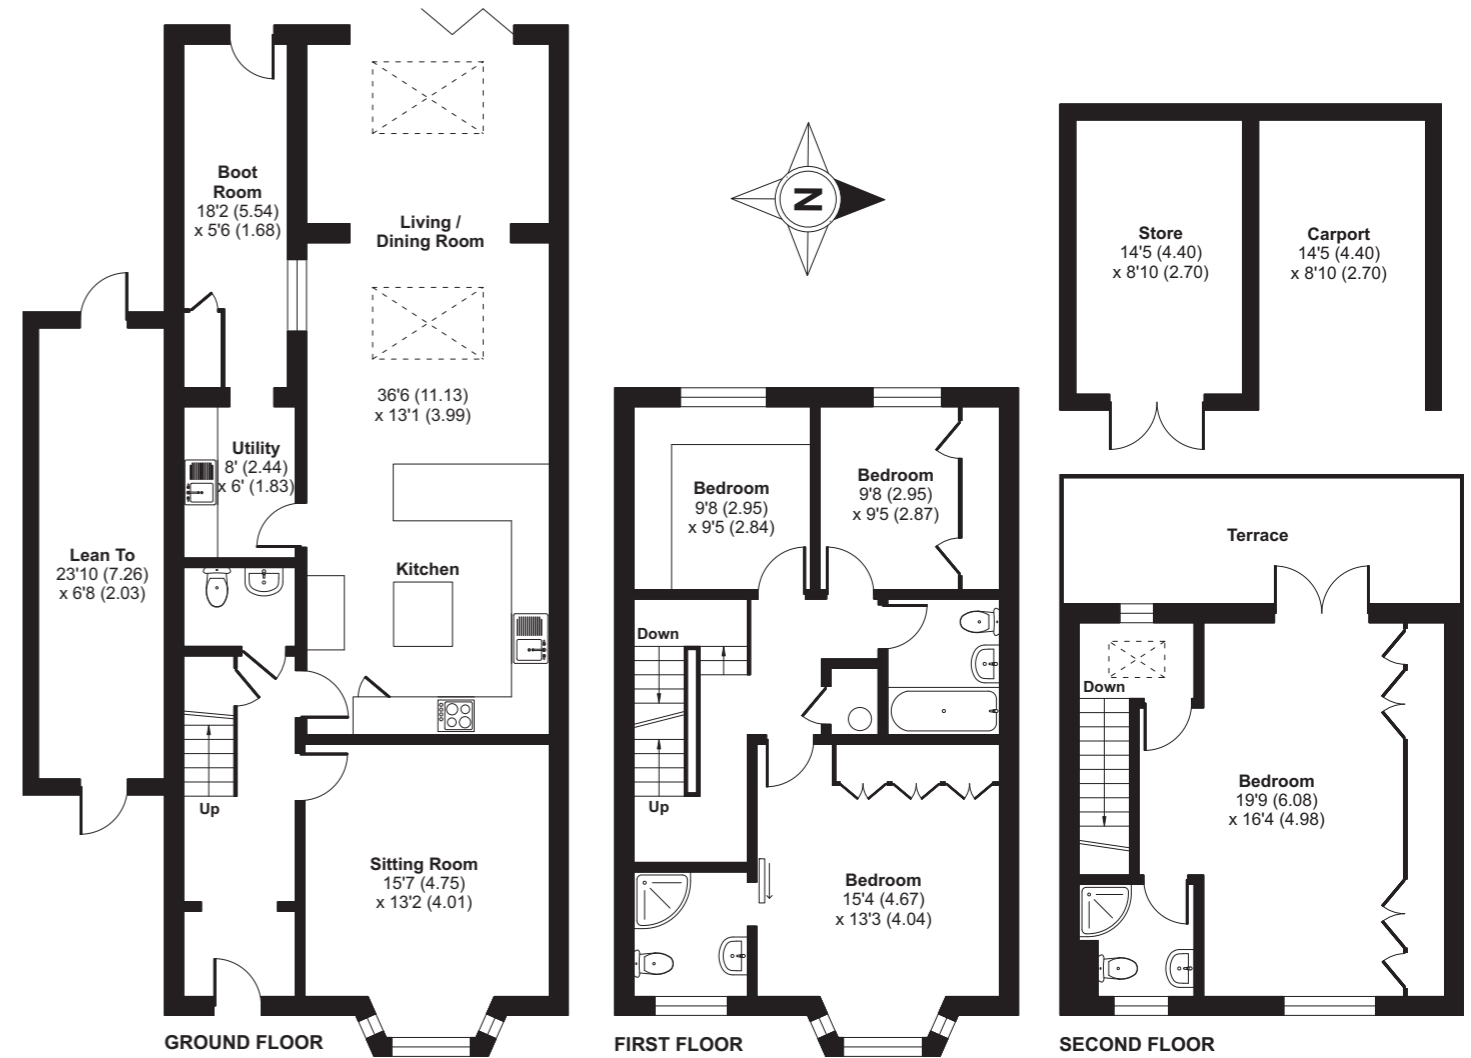 Boot
Room
18'2 (5.54)
x 5'6 (1.68)
Living /
Dining Room
36'6 (11.13)
x 13'1 (3.99)
Utility
8' (2.44)
x 6' (1.83)
Lean To
23'10 (7.26)
x 6'8 (2.03)
Kitchen
Up
Sitting Room
15'7 (4.75)
x 13'2 (4.01)
GROUND FLOOR
N
Bedroom
9'8 (2.95)
x 9'5 (2.84)
Bedroom
9'8 (2.95)
x 9'5 (2.87)
Down
Up
Bedroom
15'4 (4.67)
x 13'3 (4.04)
FIRST FLOOR
Store
14'5 (4.40)
x 8'10 (2.70)
Carport
14'5 (4.40)
x 8'10 (2.70)
Terrace
Down
Bedroom
19'9 (6.08)
x 16'4 (4.98)
SECOND FLOOR